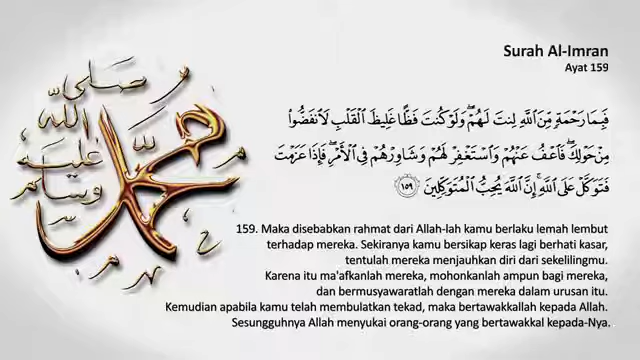 صلى
الله
عليه
وسلم
محمد
Surah Al-Imran
Ayat 159
فَبِمَا رَحْمَةٍ مِّنَ اللَّهِ لِنتَ لَهُمْ ۖ وَلَوْ كُنتَ فَظًّا غَلِيظَ الْقَلْبِ لَانفَضُّوا
مِنْ حَوْلِكَ ۖ فَاعْفُ عَنْهُمْ وَاسْتَغْفِرْ لَهُمْ وَشَاوِرْهُمْ فِي الْأَمْرِ ۖ فَإِذَا عَزَمْتَ
فَتَوَكَّلْ عَلَى اللَّهِ ۚ إِنَّ اللَّهَ يُحِبُّ الْمُتَوَكِّلِينَ ۝١٥٩
159. Maka disebabkan rahmat dari Allah-lah kamu berlaku lemah lembut
terhadap mereka. Sekiranya kamu bersikap keras lagi berhati kasar,
tentulah mereka menjauhkan diri dari sekelilingmu.
Karena itu ma'afkanlah mereka, mohonkanlah ampun bagi mereka,
dan bermusyawaratlah dengan mereka dalam urusan itu.
Kemudian apabila kamu telah membulatkan tekad, maka bertawakkallah kepada Allah.
Sesungguhnya Allah menyukai orang-orang yang bertawakkal kepada-Nya.